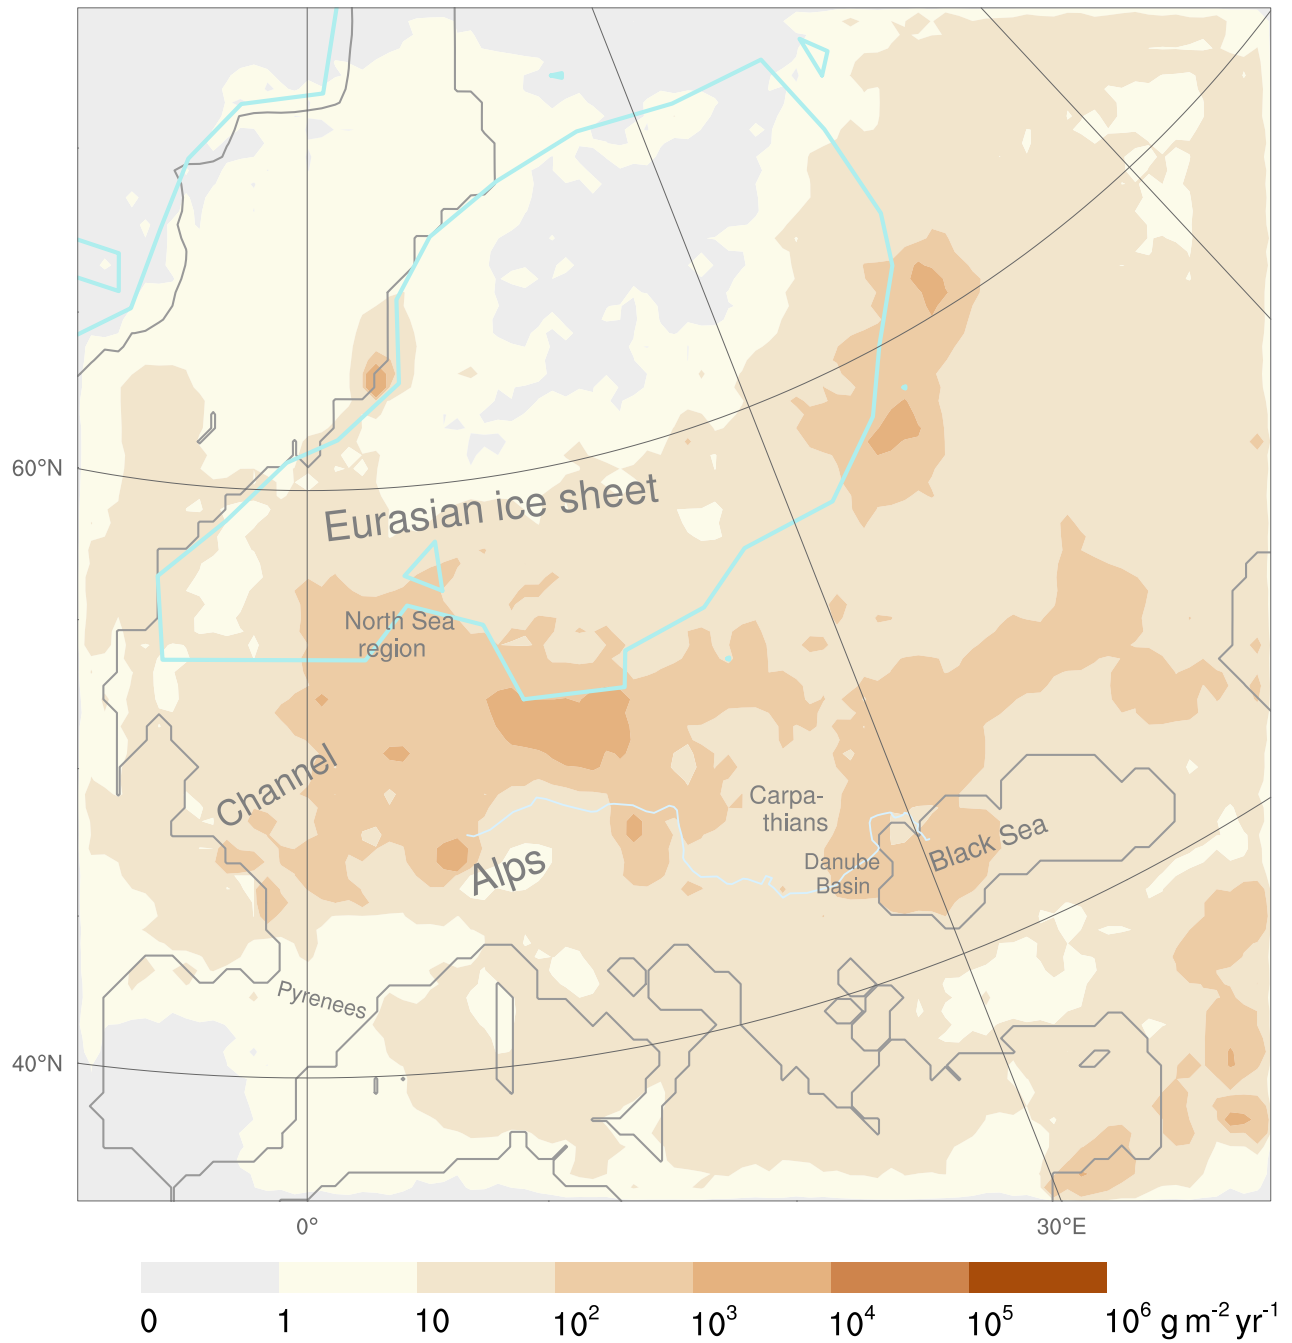 60°N
Eurasian ice sheet
North Sea
region
Channel
Carpa-
thians
Black Sea
Alps
Danube
Basin
Pyrenees
40°N
0° 30°E
0 1 10 10² 10³ 10⁴ 10⁵ 10⁶ g m⁻² yr⁻¹